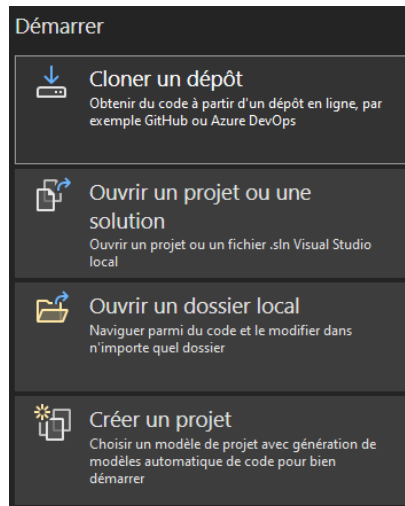 Démarrer
Cloner un dépôt
Obtenir du code à partir d'un dépôt en ligne, par
exemple GitHub ou Azure DevOps
Ouvrir un projet ou une
solution
Ouvrir un projet ou un fichier .sln Visual Studio
local
Ouvrir un dossier local
Naviguer parmi du code et le modifier dans
n'importe quel dossier
Créer un projet
Choisir un modèle de projet avec génération de
modèles automatique de code pour bien
démarrer